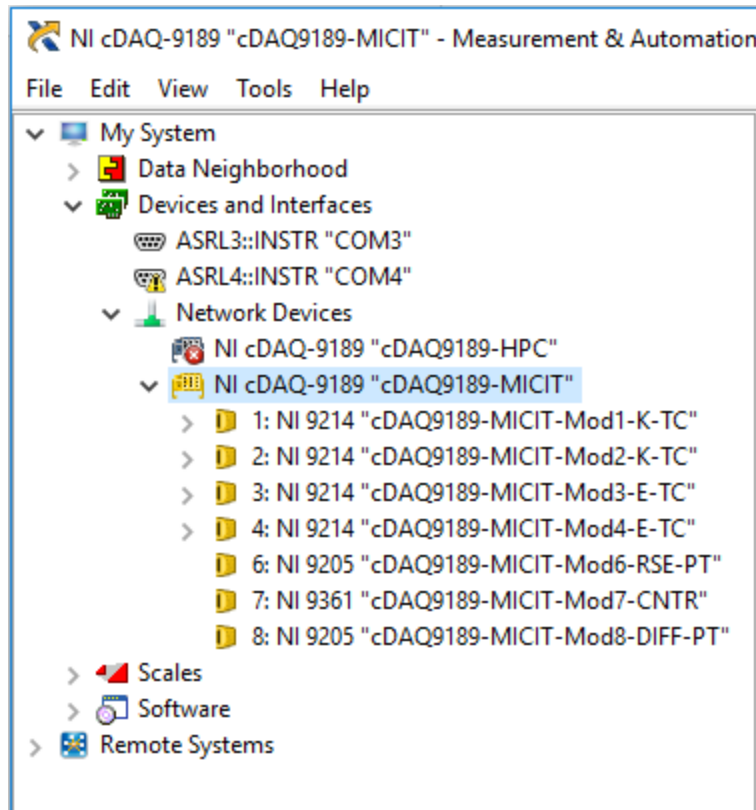 NI cDAQ-9189 "cDAQ9189-MICIT" - Measurement & Automation
File Edit View Tools Help
My System
Data Neighborhood
Devices and Interfaces
ASRL3::INSTR "COM3"
ASRL4::INSTR "COM4"
Network Devices
NI cDAQ-9189 "cDAQ9189-HPC"
NI cDAQ-9189 "cDAQ9189-MICIT"
1: NI 9214 "cDAQ9189-MICIT-Mod1-K-TC"
2: NI 9214 "cDAQ9189-MICIT-Mod2-K-TC"
3: NI 9214 "cDAQ9189-MICIT-Mod3-E-TC"
4: NI 9214 "cDAQ9189-MICIT-Mod4-E-TC"
6: NI 9205 "cDAQ9189-MICIT-Mod6-RSE-PT"
7: NI 9361 "cDAQ9189-MICIT-Mod7-CNTR"
8: NI 9205 "cDAQ9189-MICIT-Mod8-DIFF-PT"
Scales
Software
Remote Systems